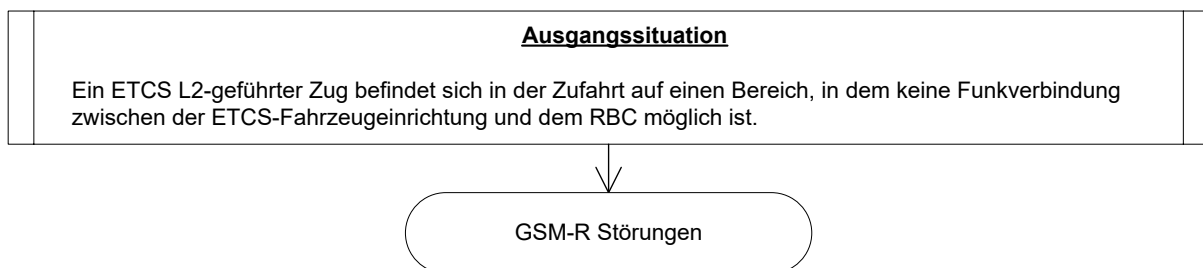 Ausgangssituation
Ein ETCS L2-geführter Zug befindet sich in der Zufahrt auf einen Bereich, in dem keine Funkverbindung
zwischen der ETCS-Fahrzeugeinrichtung und dem RBC möglich ist.
GSM-R Störungen